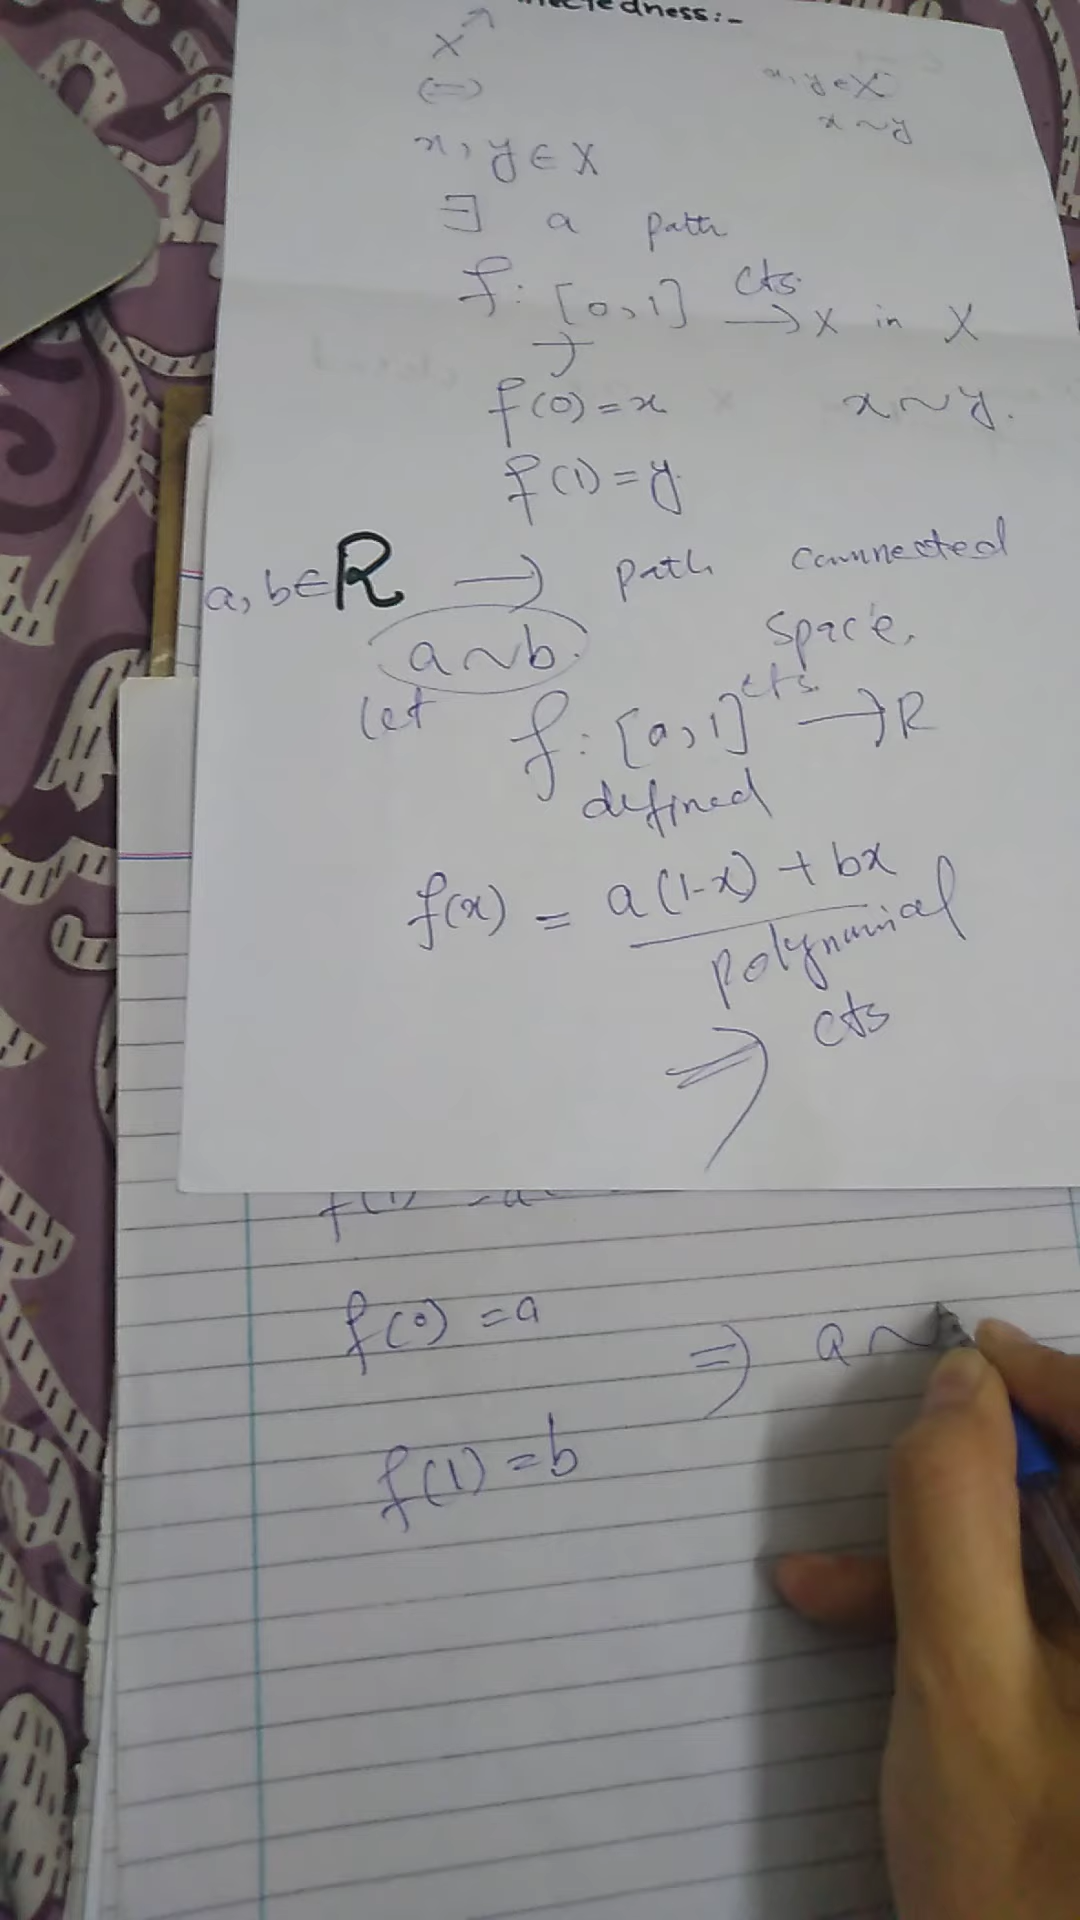 nectedness:-
X
x, y ∈ X
x ~ y
x, y ∈ X
∃ a path
f: [0,1] cts. → X in X
f(0) = x x ~ y.
f(1) = y.
a, b ∈ R → path connected
space.
a ~ b.
let f: [0,1] cts. → R
defined
f(x) = a(1-x) + bx
polynomial
⇒ cts
f(0) = a ⇒ a ~
f(1) = b